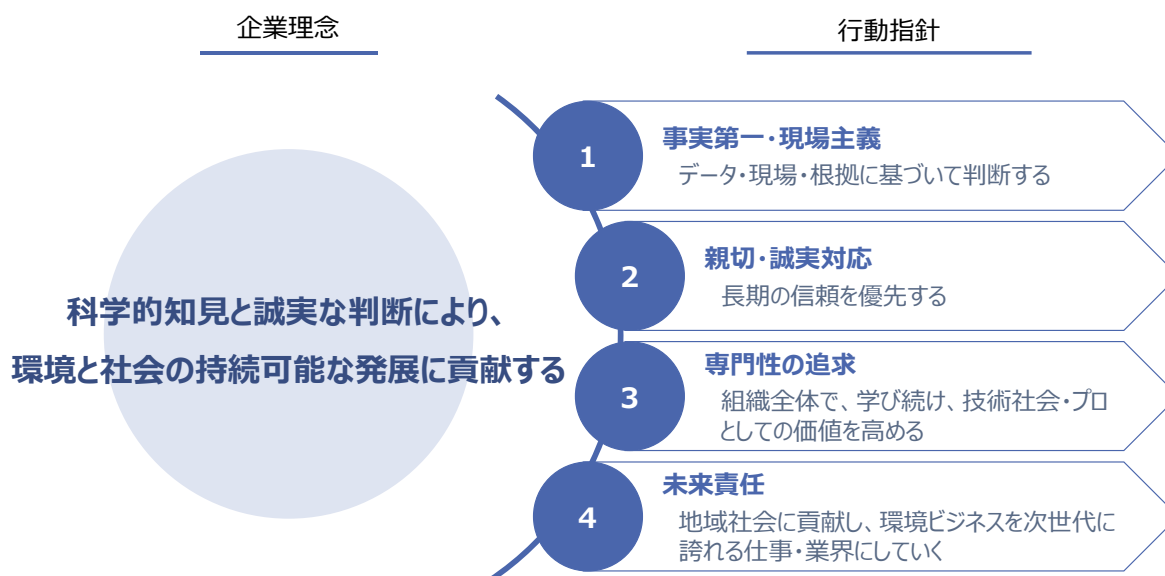 企業理念
行動指針
科学的知見と誠実な判断により、
環境と社会の持続可能な発展に貢献する
1
事実第一・現場主義
データ・現場・根拠に基づいて判断する
2
親切・誠実対応
長期の信頼を優先する
3
専門性の追求
組織全体で、学び続け、技術社会・プロ
としての価値を高める
4
未来責任
地域社会に貢献し、環境ビジネスを次世代に
誇れる仕事・業界にしていく